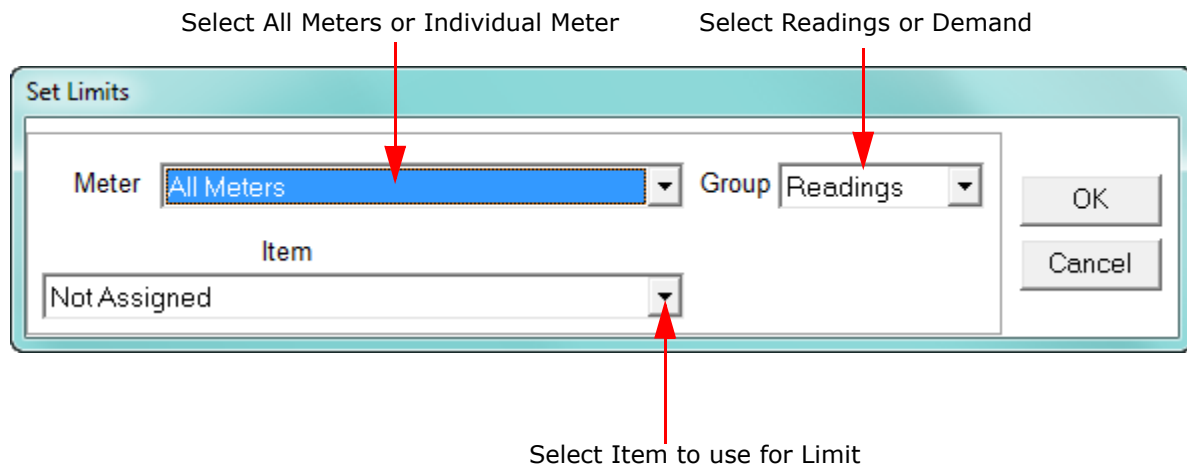 Select All Meters or Individual Meter
Select Readings or Demand
Set Limits
Meter
All Meters
Group
Readings
OK
Item
Cancel
Not Assigned
Select Item to use for Limit